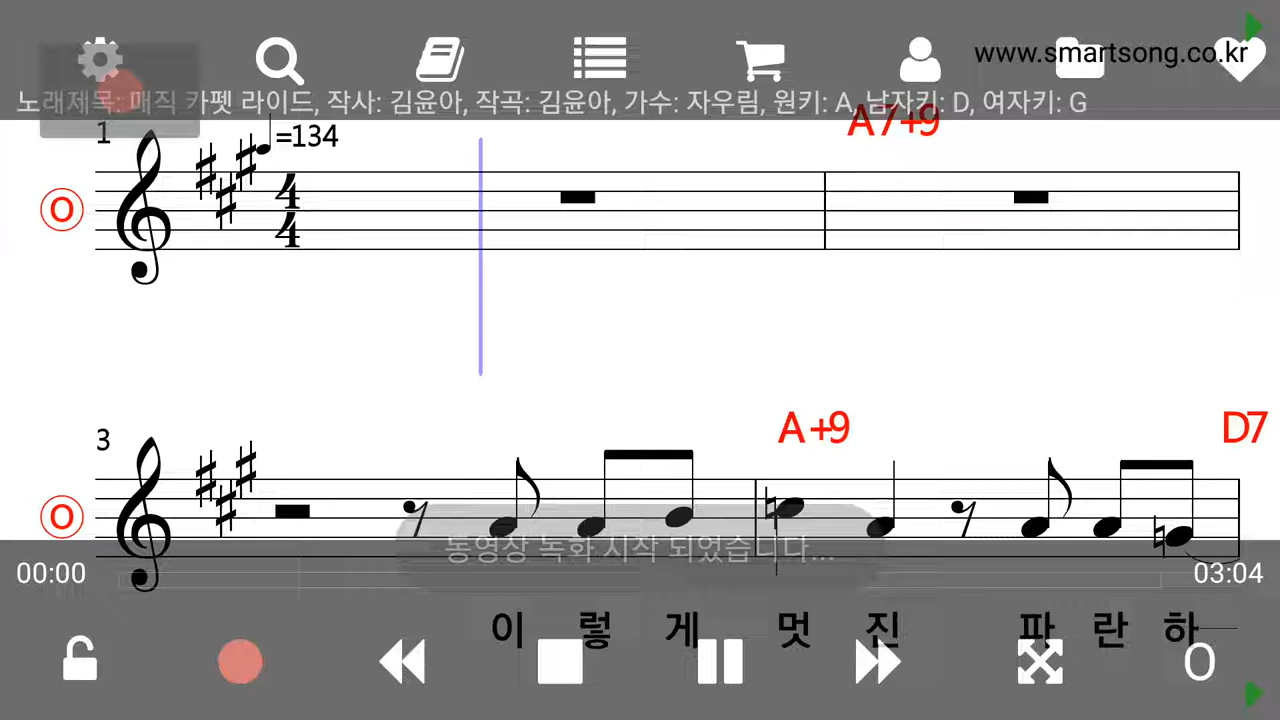 www.smartsong.co.kr
노래제목: 매직 카펫 라이드, 작사: 김윤아, 작곡: 김윤아, 가수: 자우림, 원키: A, 남자키: D, 여자키: G
1 =134 A7+9
4
4
O
3 A+9 D7
O
동영상 녹화 시작 되었습니다...
00:00 03:04
이 렇 게 멋 진 파 란 하
O